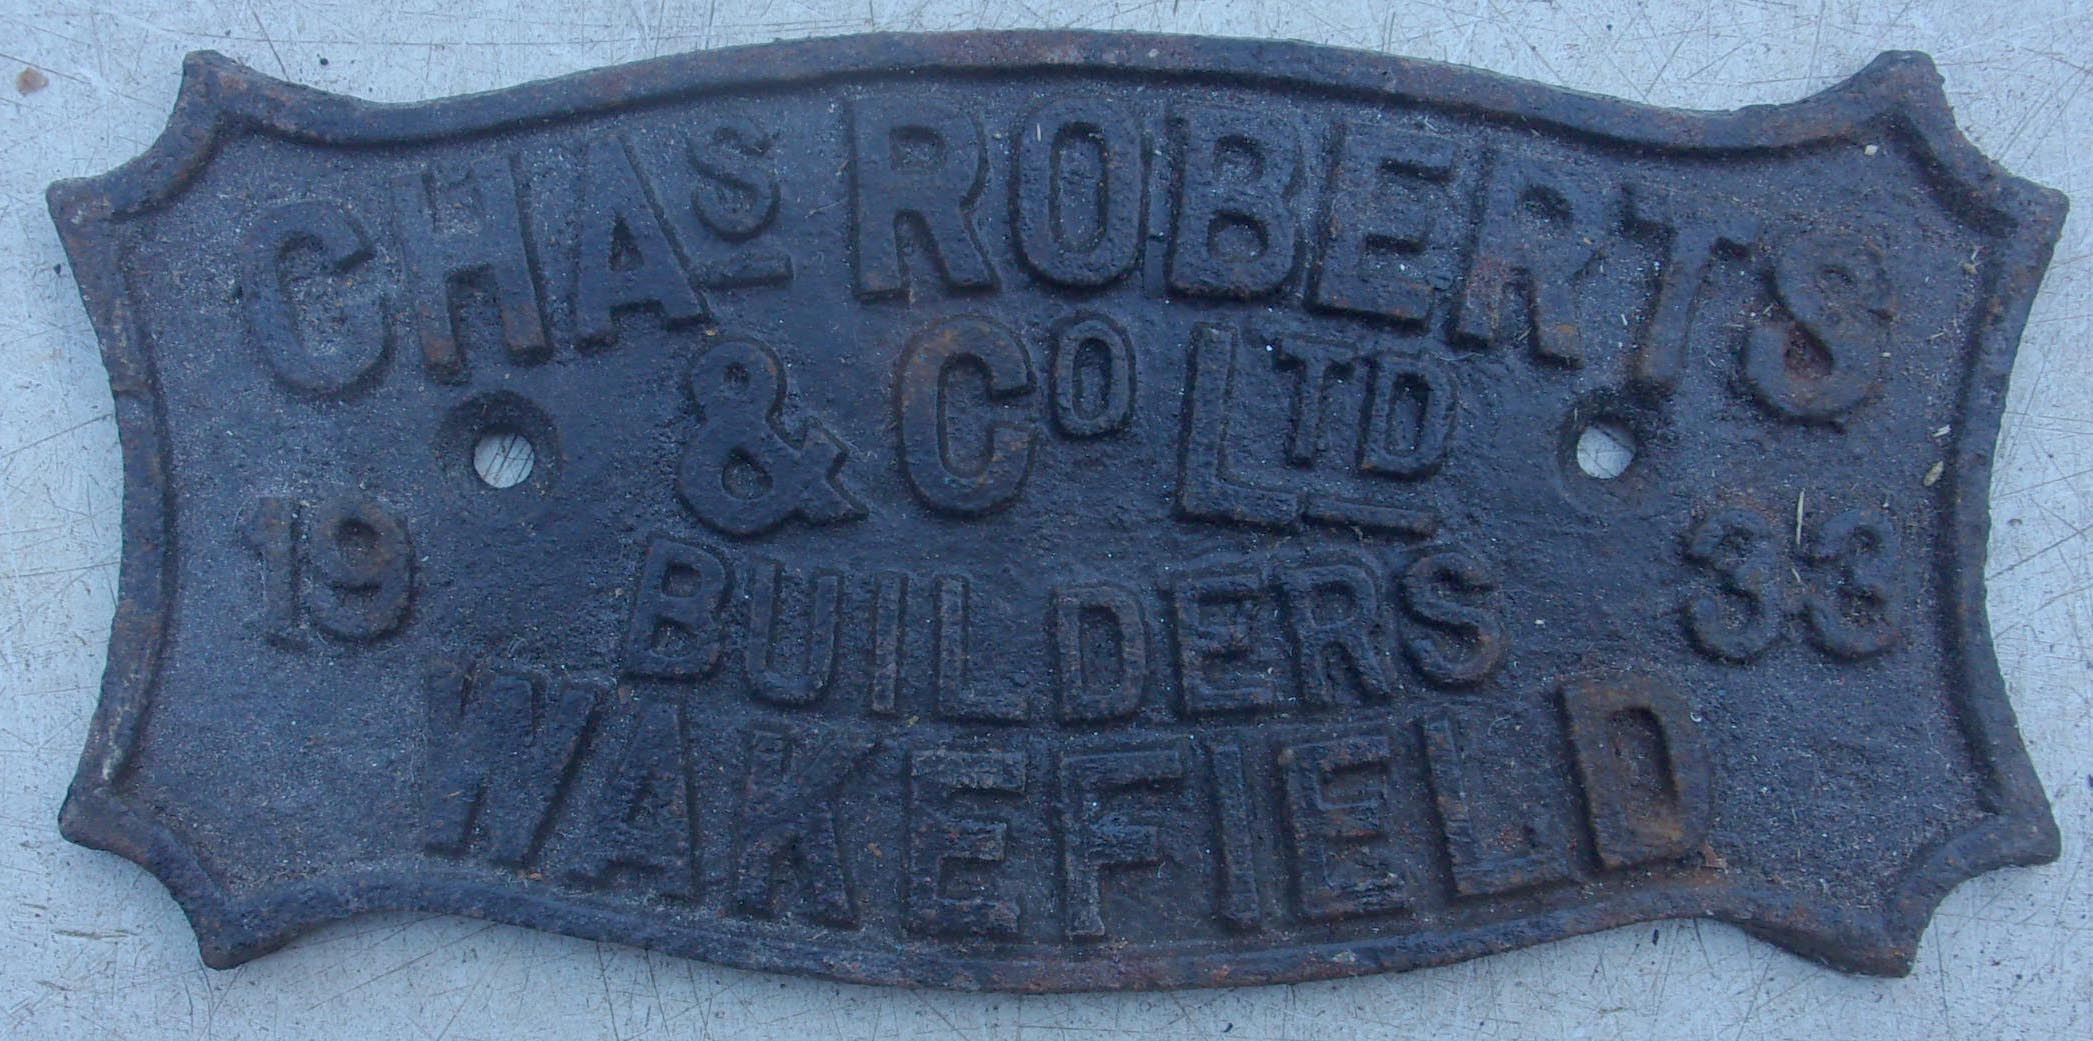 CHAS ROBERTS
& CO LTD
19 33
BUILDERS
WAKEFIELD